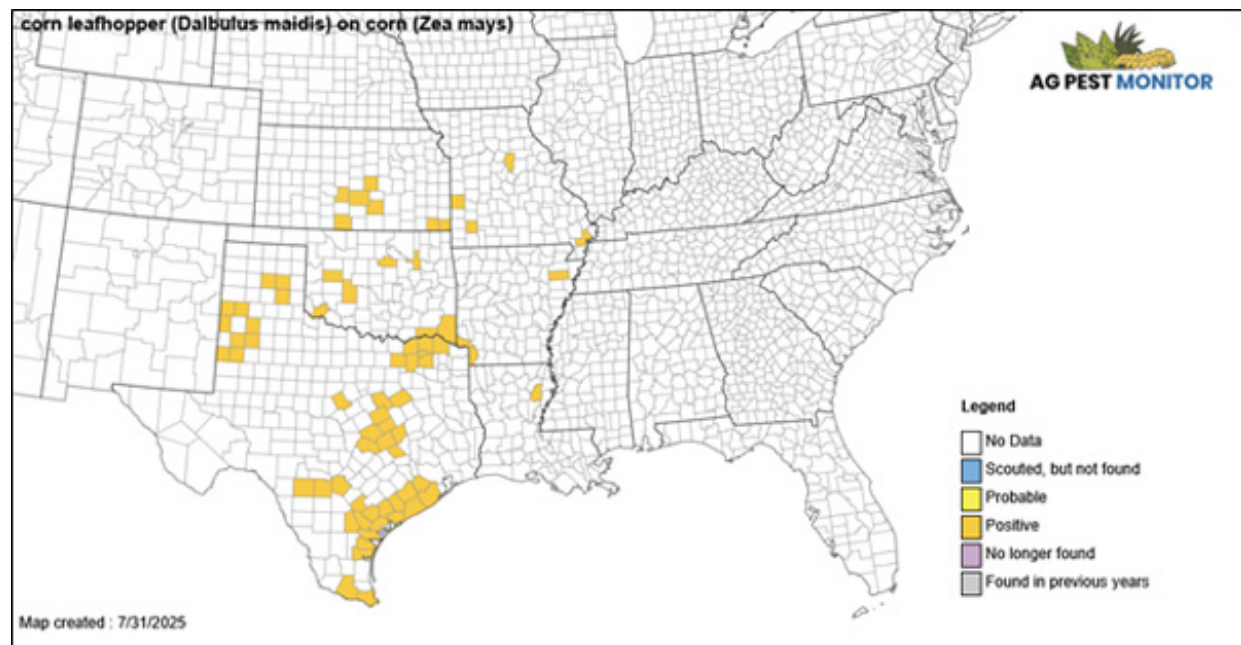 corn leafhopper (Dalbulus maidis) on corn (Zea mays)
AG PEST MONITOR
Legend
No Data
Scouted, but not found
Probable
Positive
No longer found
Found in previous years
Map created : 7/31/2025